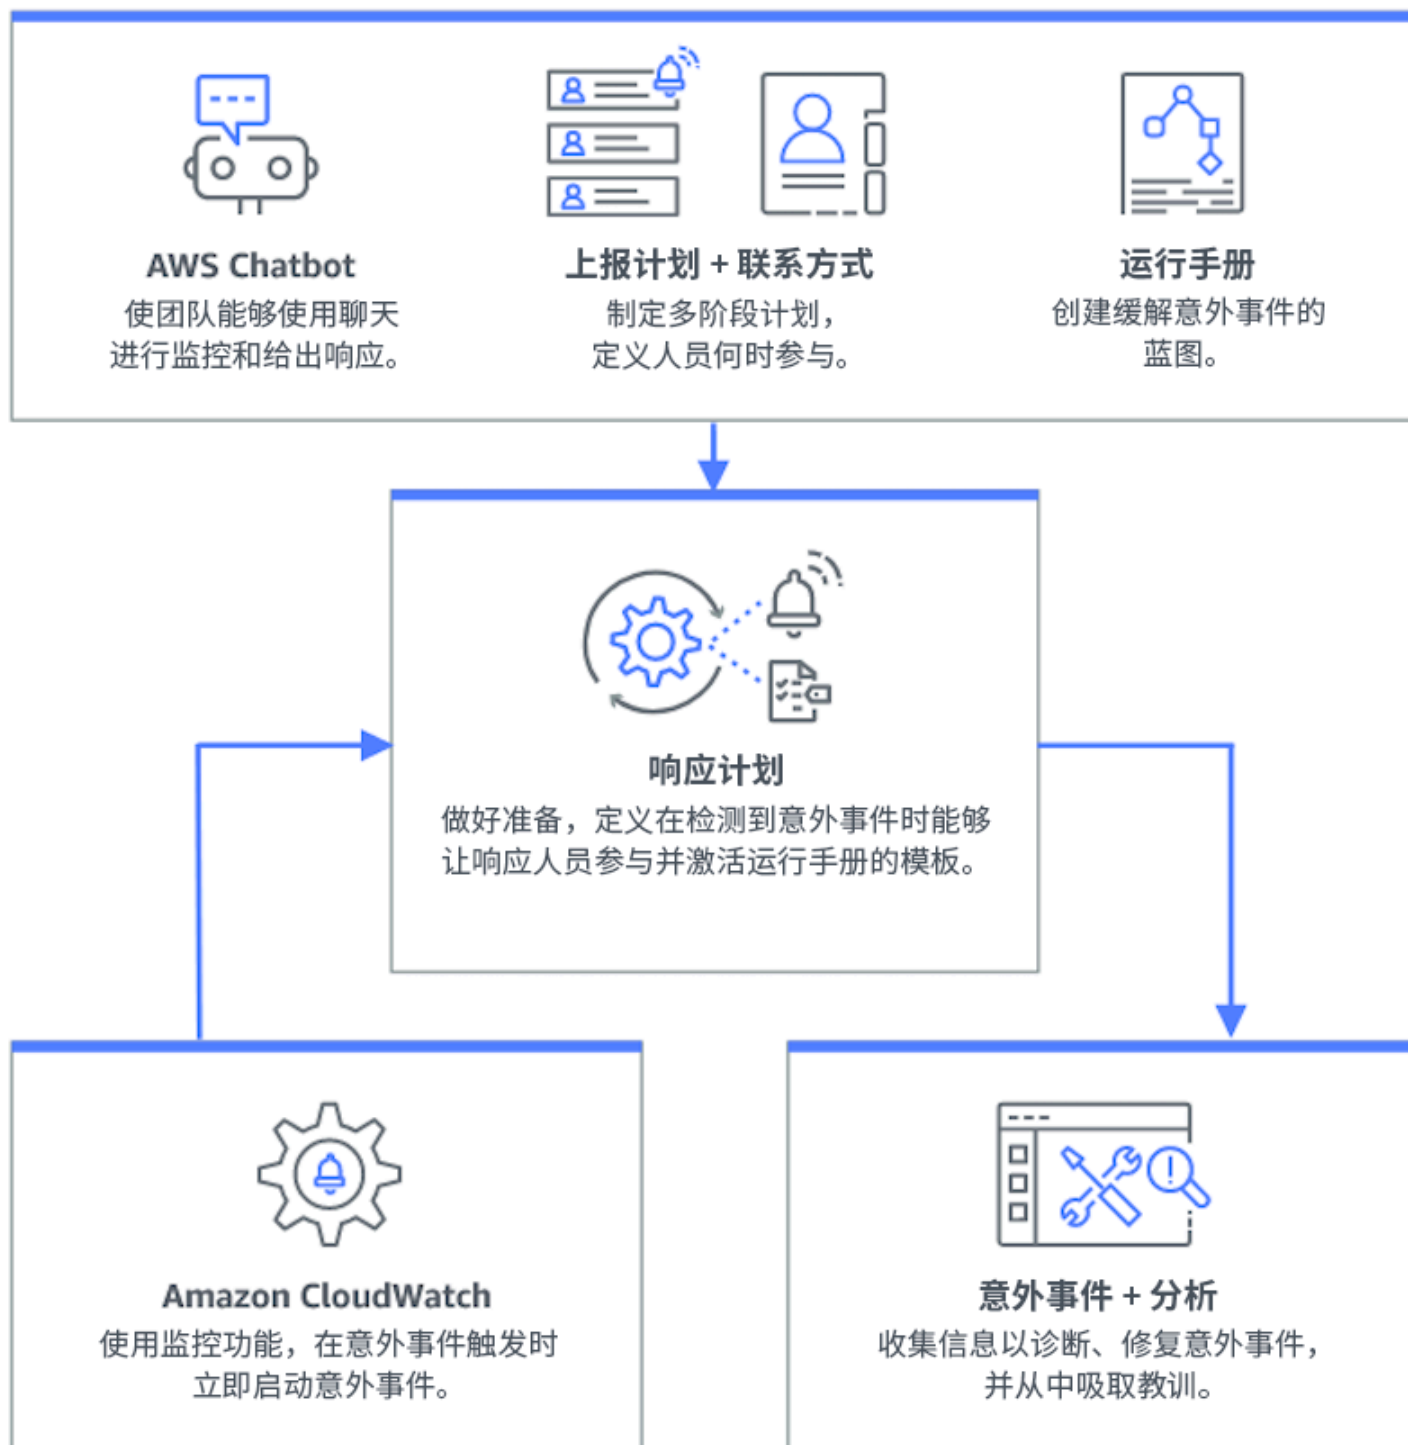 AWS Chatbot
使团队能够使用聊天
进行监控和给出响应。
上报计划 + 联系方式
制定多阶段计划，
定义人员何时参与。
运行手册
创建缓解意外事件的
蓝图。
响应计划
做好准备，定义在检测到意外事件时能够
让响应人员参与并激活运行手册的模板。
Amazon CloudWatch
使用监控功能，在意外事件触发时
立即启动意外事件。
意外事件 + 分析
收集信息以诊断、修复意外事件，
并从中吸取教训。